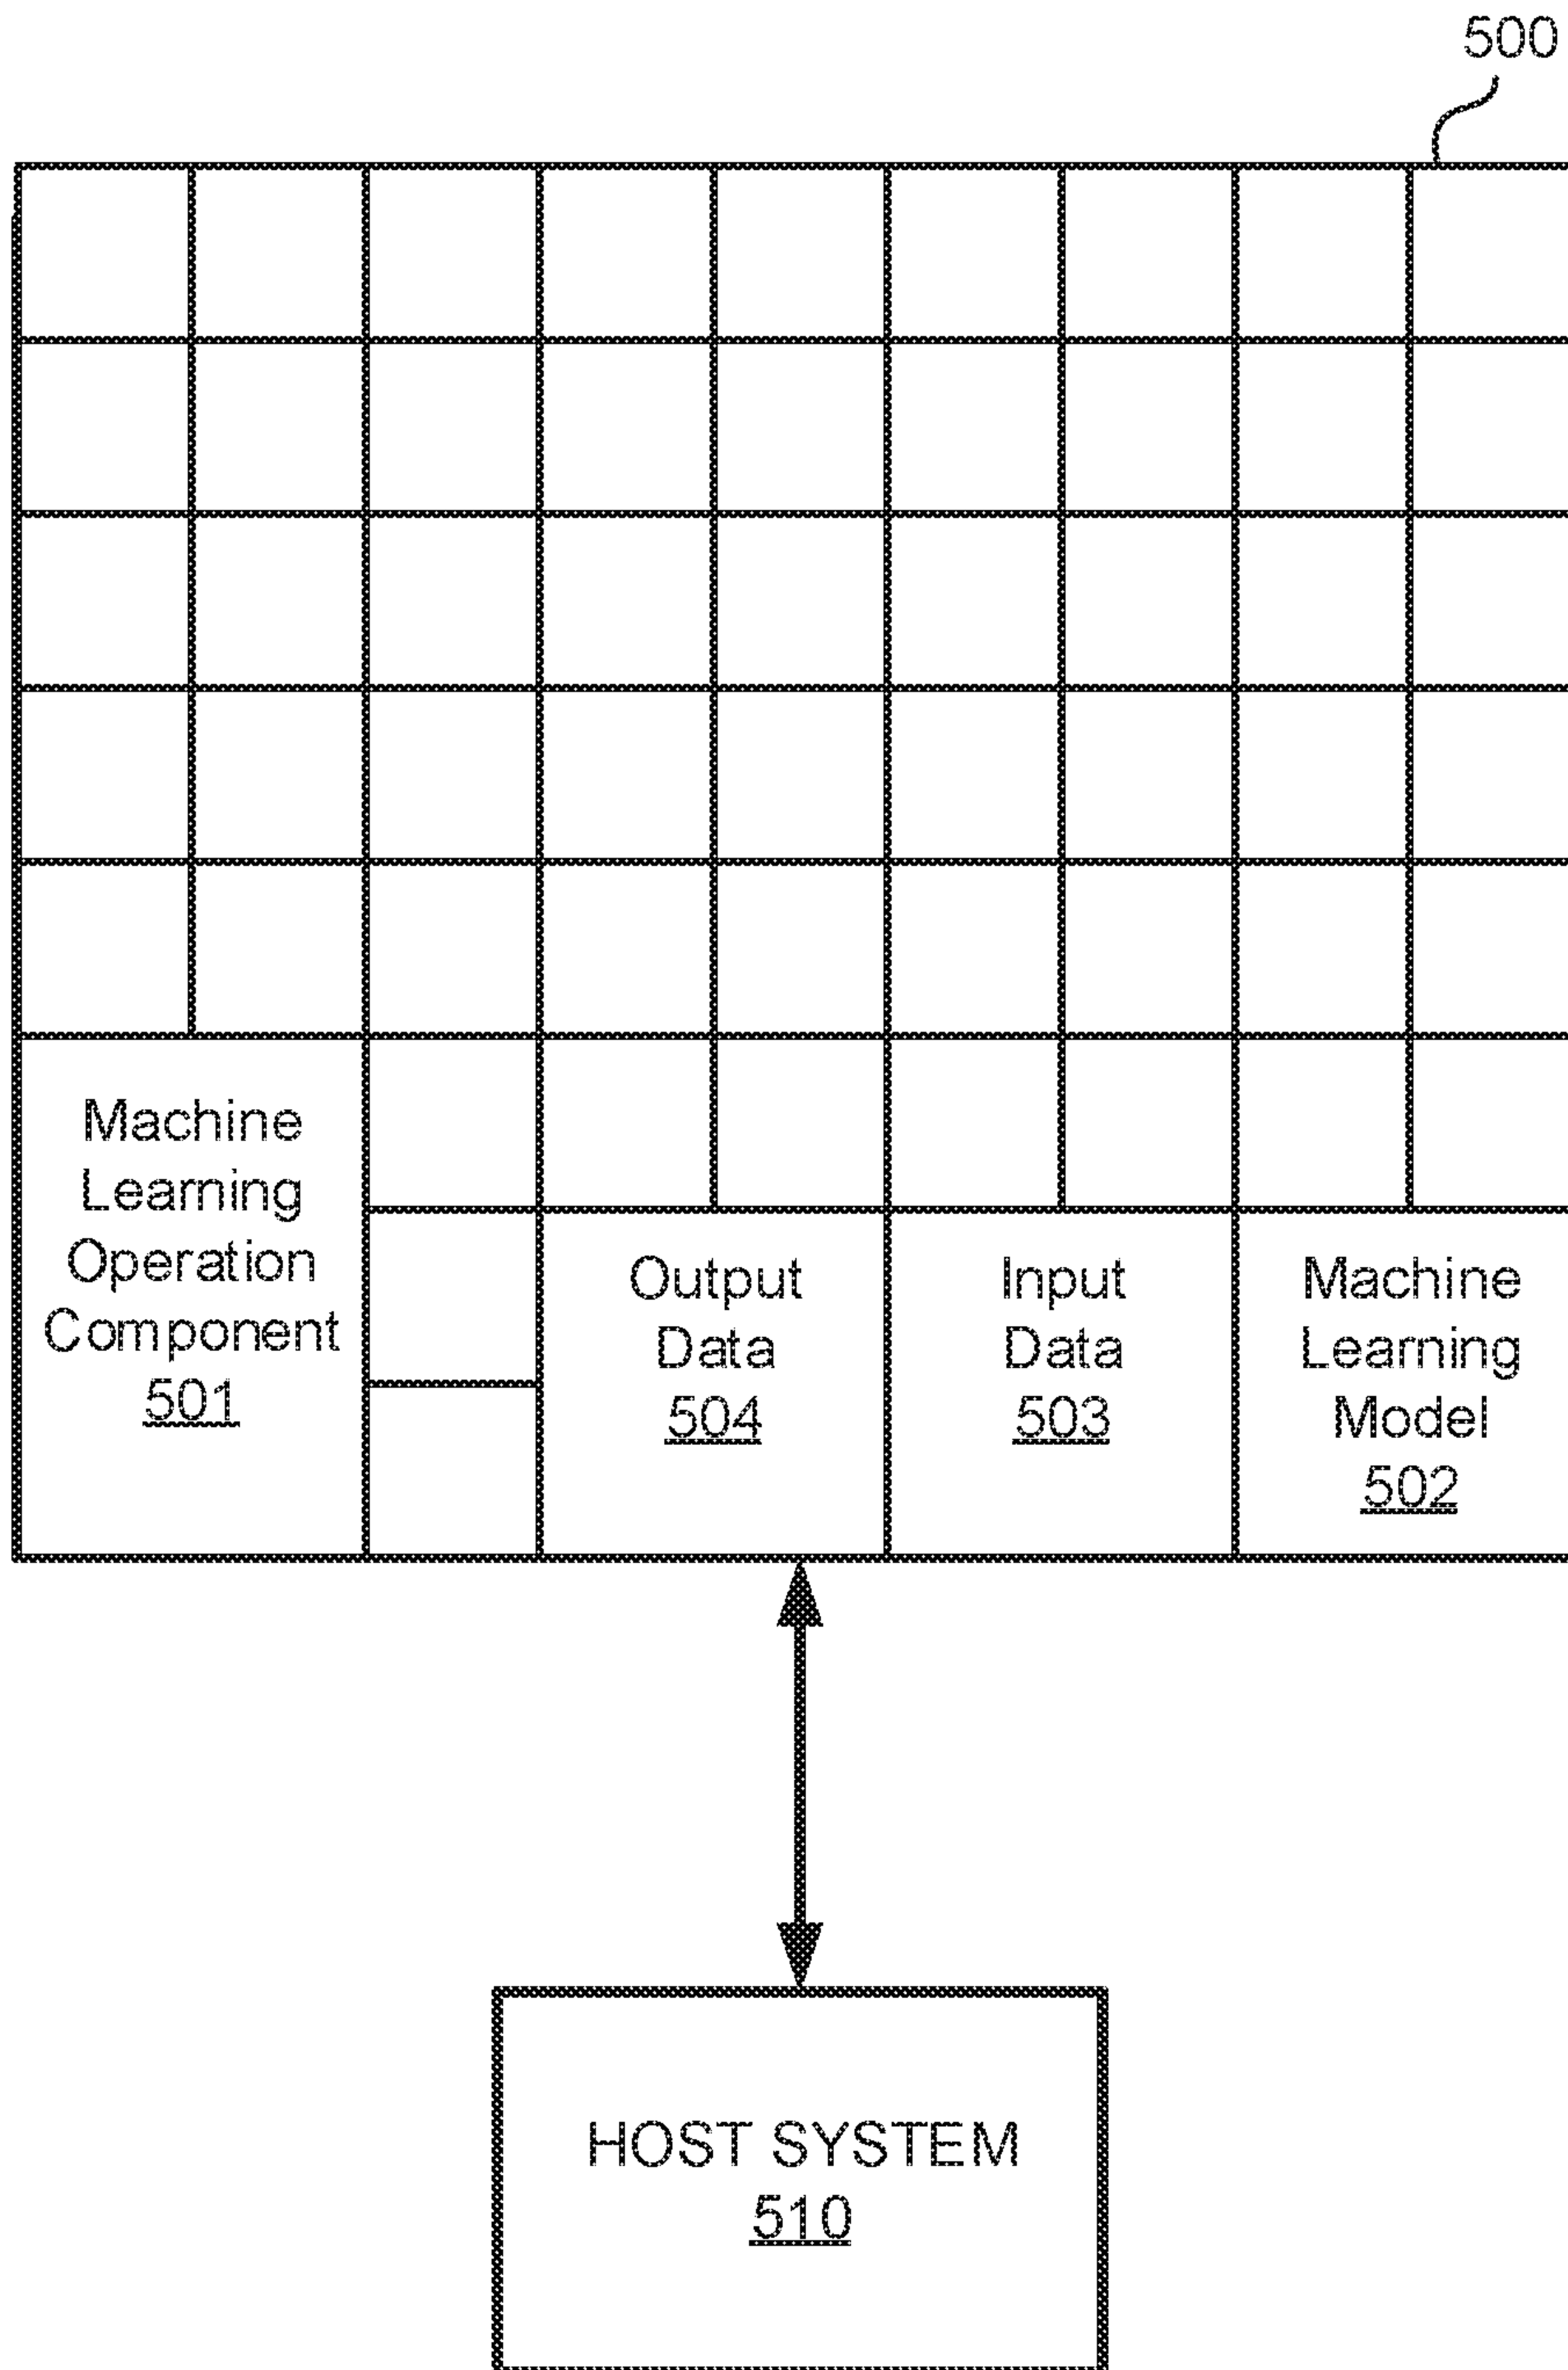 500
Machine
Learning
Operation
Component
501
Output
Data
504
Input
Data
503
Machine
Learning
Model
502
HOST SYSTEM
510